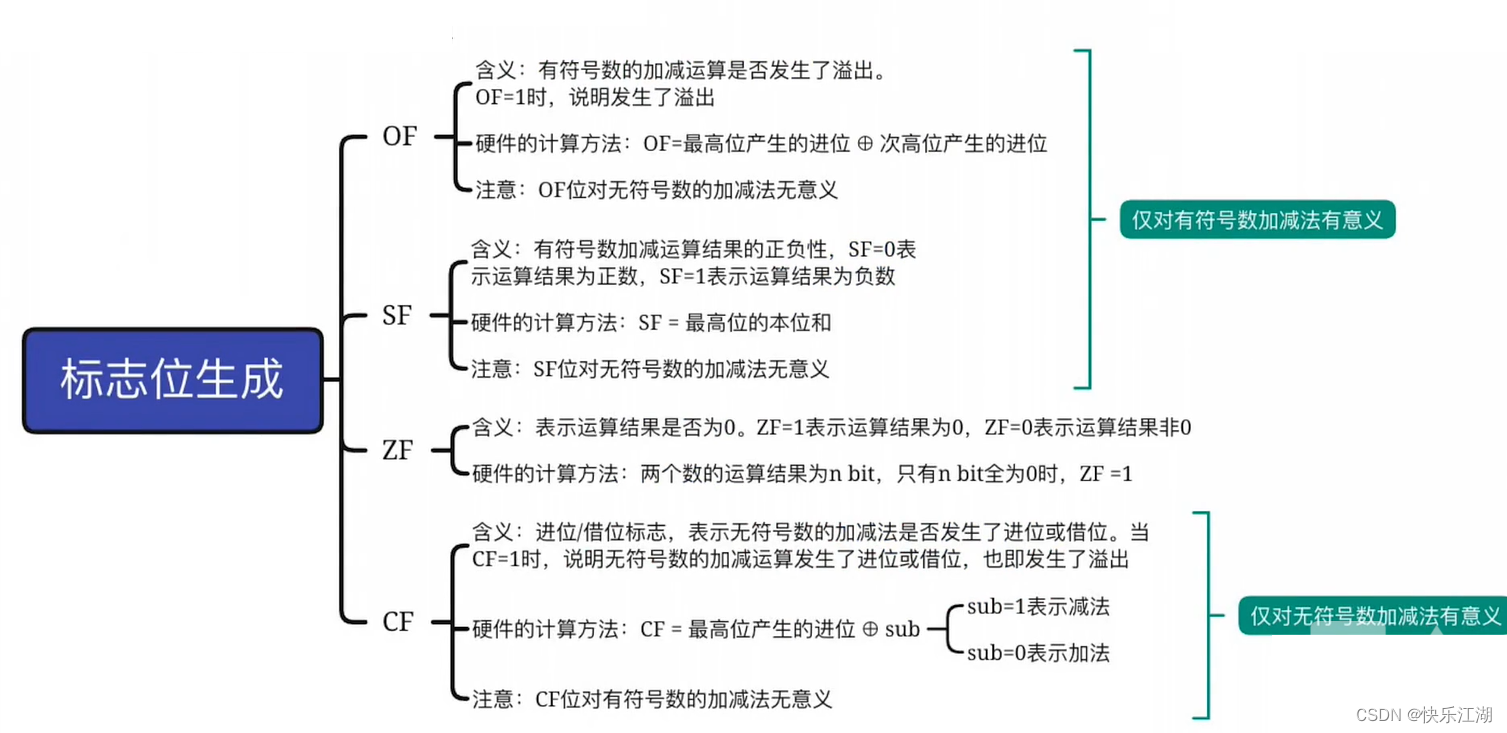 标志位生成
OF
含义：有符号数的加减运算是否发生了溢出。
OF=1时，说明发生了溢出
硬件的计算方法：OF=最高位产生的进位 ⊕ 次高位产生的进位
注意：OF位对无符号数的加减法无意义
SF
含义：有符号数加减运算结果的正负性，SF=0表
示运算结果为正数，SF=1表示运算结果为负数
硬件的计算方法：SF = 最高位的本位和
注意：SF位对无符号数的加减法无意义
仅对有符号数加减法有意义
ZF
含义：表示运算结果是否为0。ZF=1表示运算结果为0，ZF=0表示运算结果非0
硬件的计算方法：两个数的运算结果为n bit，只有n bit全为0时，ZF =1
CF
含义：进位/借位标志，表示无符号数的加减法是否发生了进位或借位。当
CF=1时，说明无符号数的加减运算发生了进位或借位，也即发生了溢出
硬件的计算方法：CF = 最高位产生的进位 ⊕ sub
sub=1表示减法
sub=0表示加法
注意：CF位对有符号数的加减法无意义
仅对无符号数加减法有意义
CSDN @快乐江湖